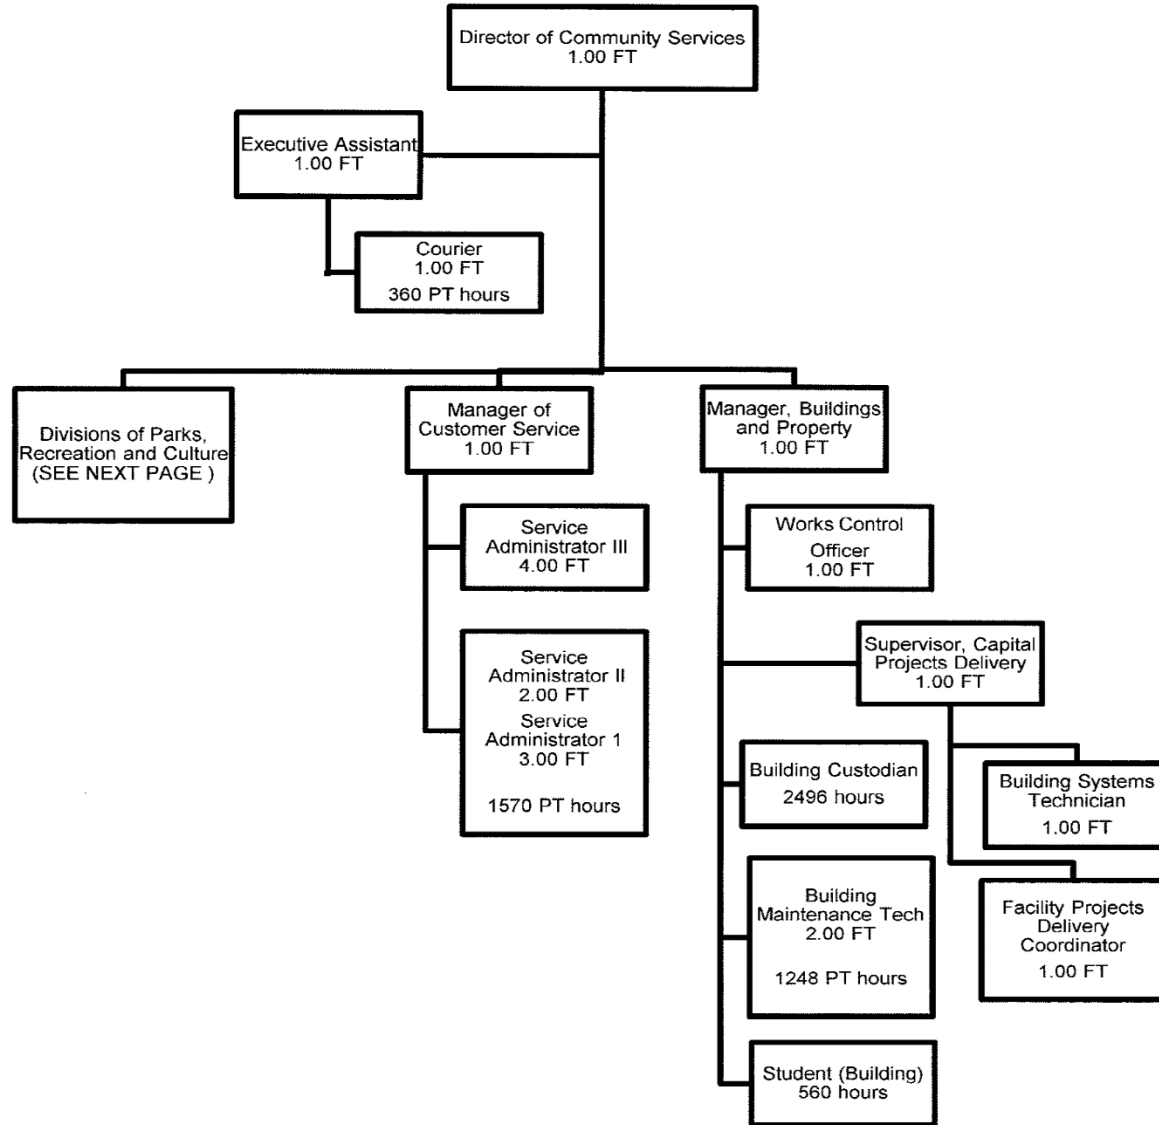 Director of Community Services
1.00 FT
Executive Assistant
1.00 FT
Courier
1.00 FT
360 PT hours
Divisions of Parks,
Recreation and Culture
(SEE NEXT PAGE )
Manager of
Customer Service
1.00 FT
Manager, Buildings
and Property
1.00 FT
Service
Administrator III
4.00 FT
Works Control
Officer
1.00 FT
Service
Administrator II
2.00 FT
Service
Administrator 1
3.00 FT
1570 PT hours
Supervisor, Capital
Projects Delivery
1.00 FT
Building Custodian
2496 hours
Building Systems
Technician
1.00 FT
Building
Maintenance Tech
2.00 FT
1248 PT hours
Facility Projects
Delivery
Coordinator
1.00 FT
Student (Building)
560 hours